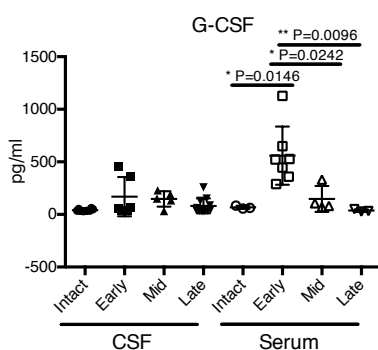 G-CSF
** P=0.0096
* P=0.0242
* P=0.0146
pg/ml
1500
1000
500
0
-500
Intact
Early
Mid
Late
Intact
Early
Mid
Late
CSF
Serum